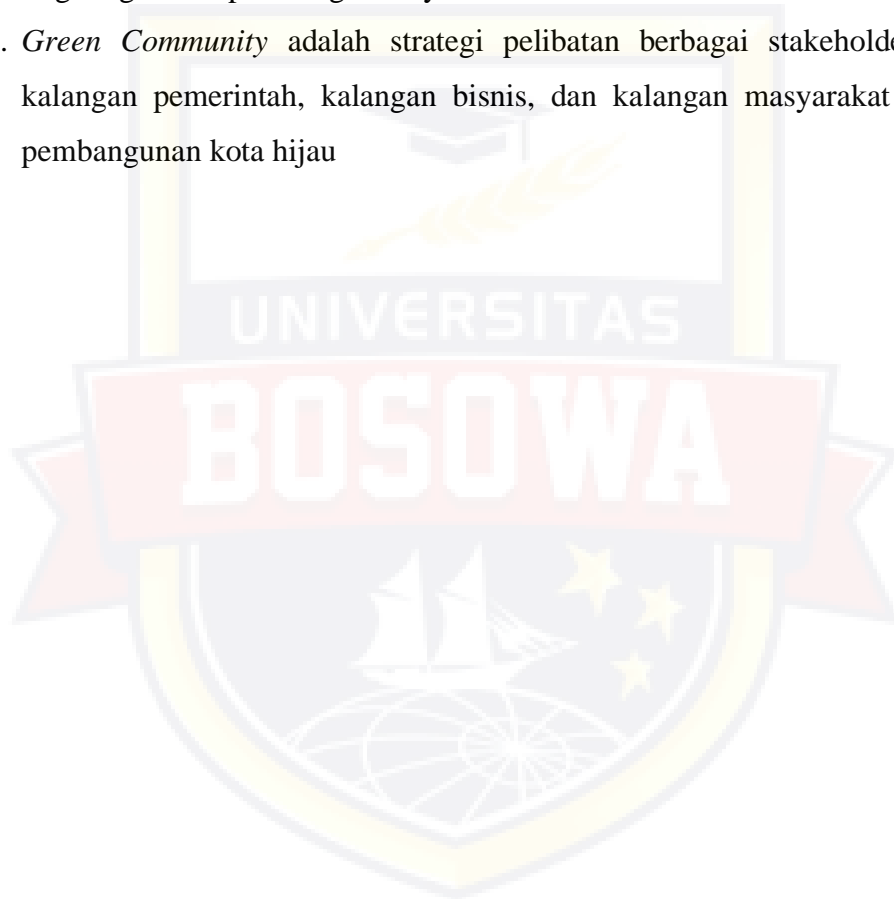 . Green Community adalah strategi pelibatan berbagai stakeholde
kalangan pemerintah, kalangan bisnis, dan kalangan masyarakat
pembangunan kota hijau
UNIVERSITAS
BOSOWA